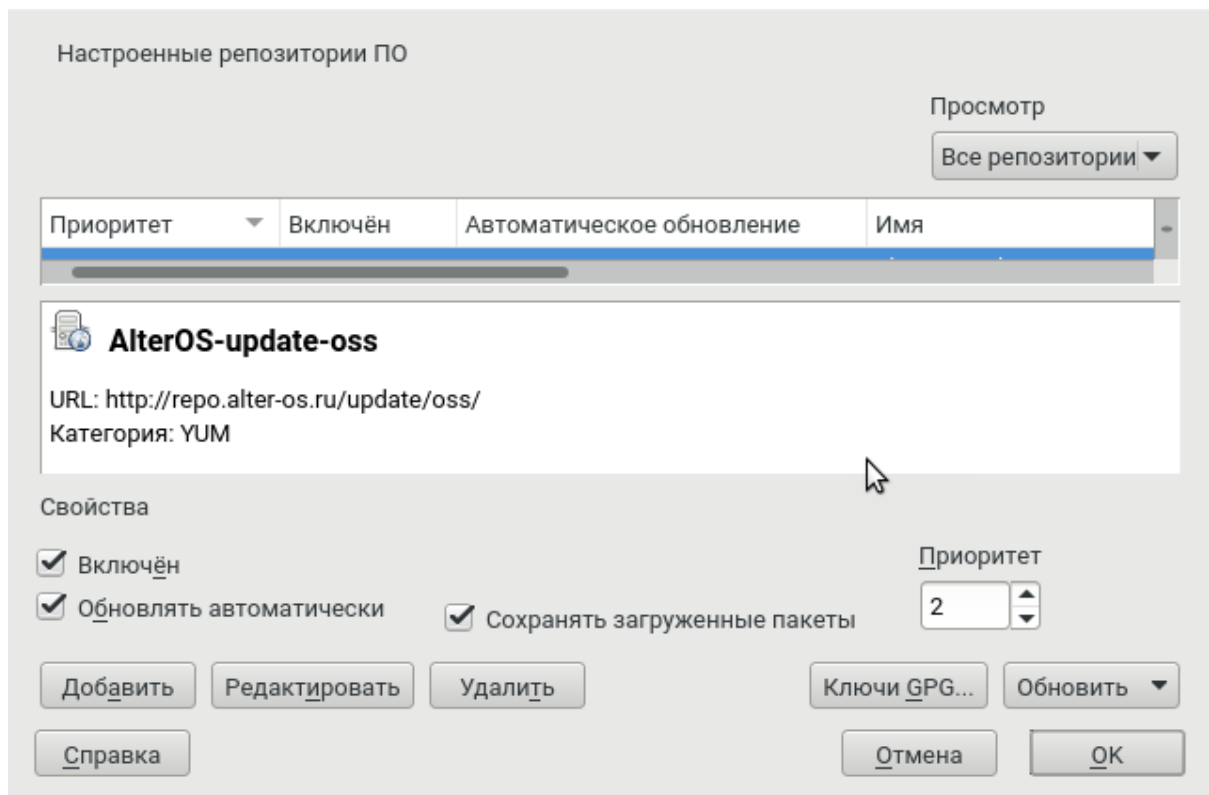 Настроенные репозитории ПО
Просмотр
Все репозитории
Приоритет Включён Автоматическое обновление Имя
AlterOS-update-oss
URL: http://repo.alter-os.ru/update/oss/
Категория: YUM
Свойства
Включён
Приоритет
Обновлять автоматически
Сохранять загруженные пакеты
2
Добавить Редактировать Удалить Ключи GPG... Обновить
Справка Отмена OK